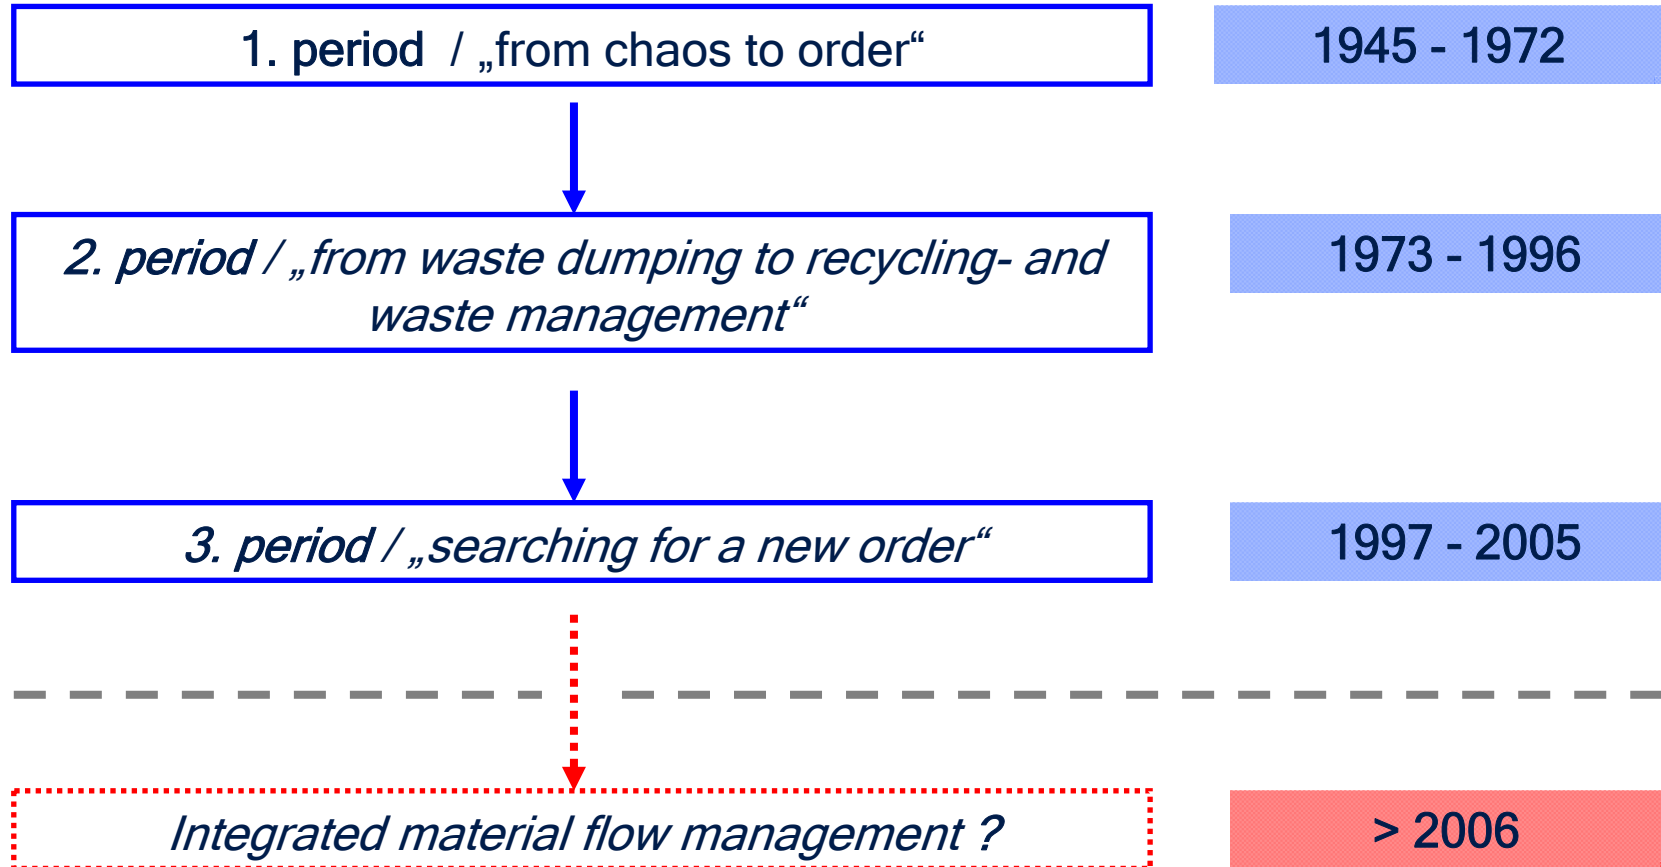 1. period / „from chaos to order“
1945 - 1972
2. period / „from waste dumping to recycling- and
waste management“
1973 - 1996
3. period / „searching for a new order“
1997 - 2005
Integrated material flow management ?
> 2006